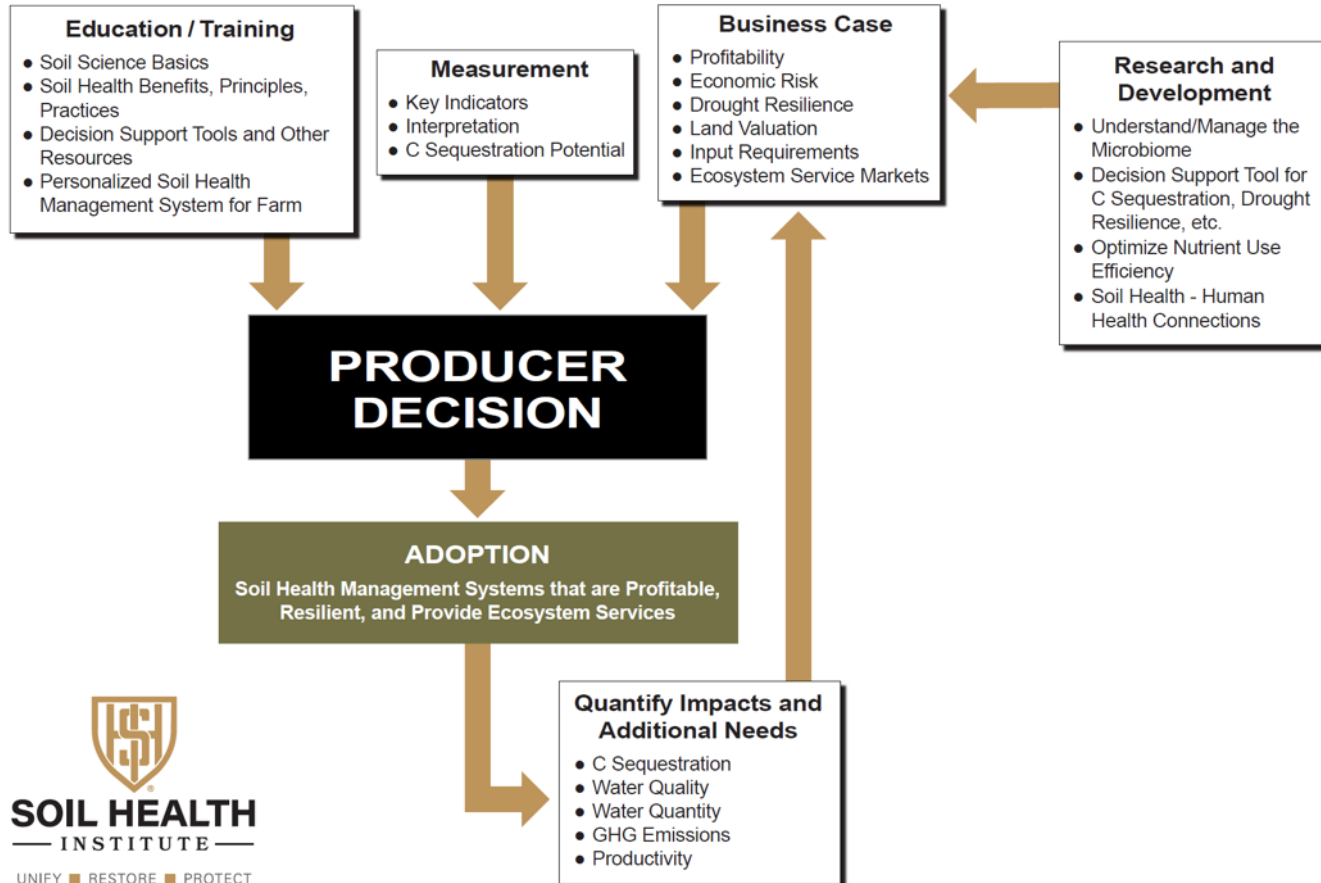 Education / Training
● Soil Science Basics
● Soil Health Benefits, Principles,
Practices
● Decision Support Tools and Other
Resources
● Personalized Soil Health
Management System for Farm
Measurement
● Key Indicators
● Interpretation
● C Sequestration Potential
Business Case
● Profitability
● Economic Risk
● Drought Resilience
● Land Valuation
● Input Requirements
● Ecosystem Service Markets
Research and
Development
● Understand/Manage the
Microbiome
● Decision Support Tool for
C Sequestration, Drought
Resilience, etc.
● Optimize Nutrient Use
Efficiency
● Soil Health - Human
Health Connections
PRODUCER
DECISION
ADOPTION
Soil Health Management Systems that are Profitable,
Resilient, and Provide Ecosystem Services
Quantify Impacts and
Additional Needs
● C Sequestration
● Water Quality
● Water Quantity
● GHG Emissions
● Productivity
SHI
®
SOIL HEALTH
INSTITUTE
UNIFY ■ RESTORE ■ PROTECT